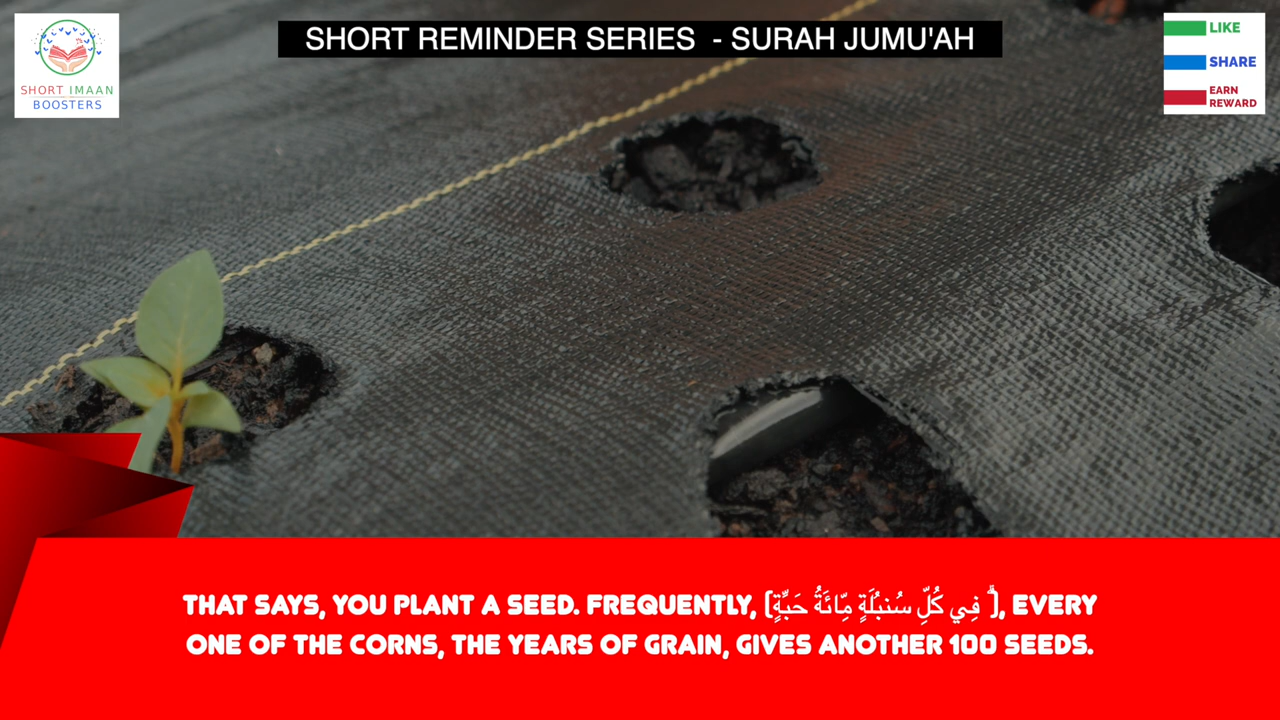 SHORT REMINDER SERIES - SURAH JUMU'AH
SHORT IMAAN
BOOSTERS
LIKE
SHARE
EARN
REWARD
THAT SAYS, YOU PLANT A SEED. FREQUENTLY, (فِي كُلِّ سُنبُلَةٍ مِّائَةُ حَبَّةٍ ۗ), EVERY
ONE OF THE CORNS, THE YEARS OF GRAIN, GIVES ANOTHER 100 SEEDS.